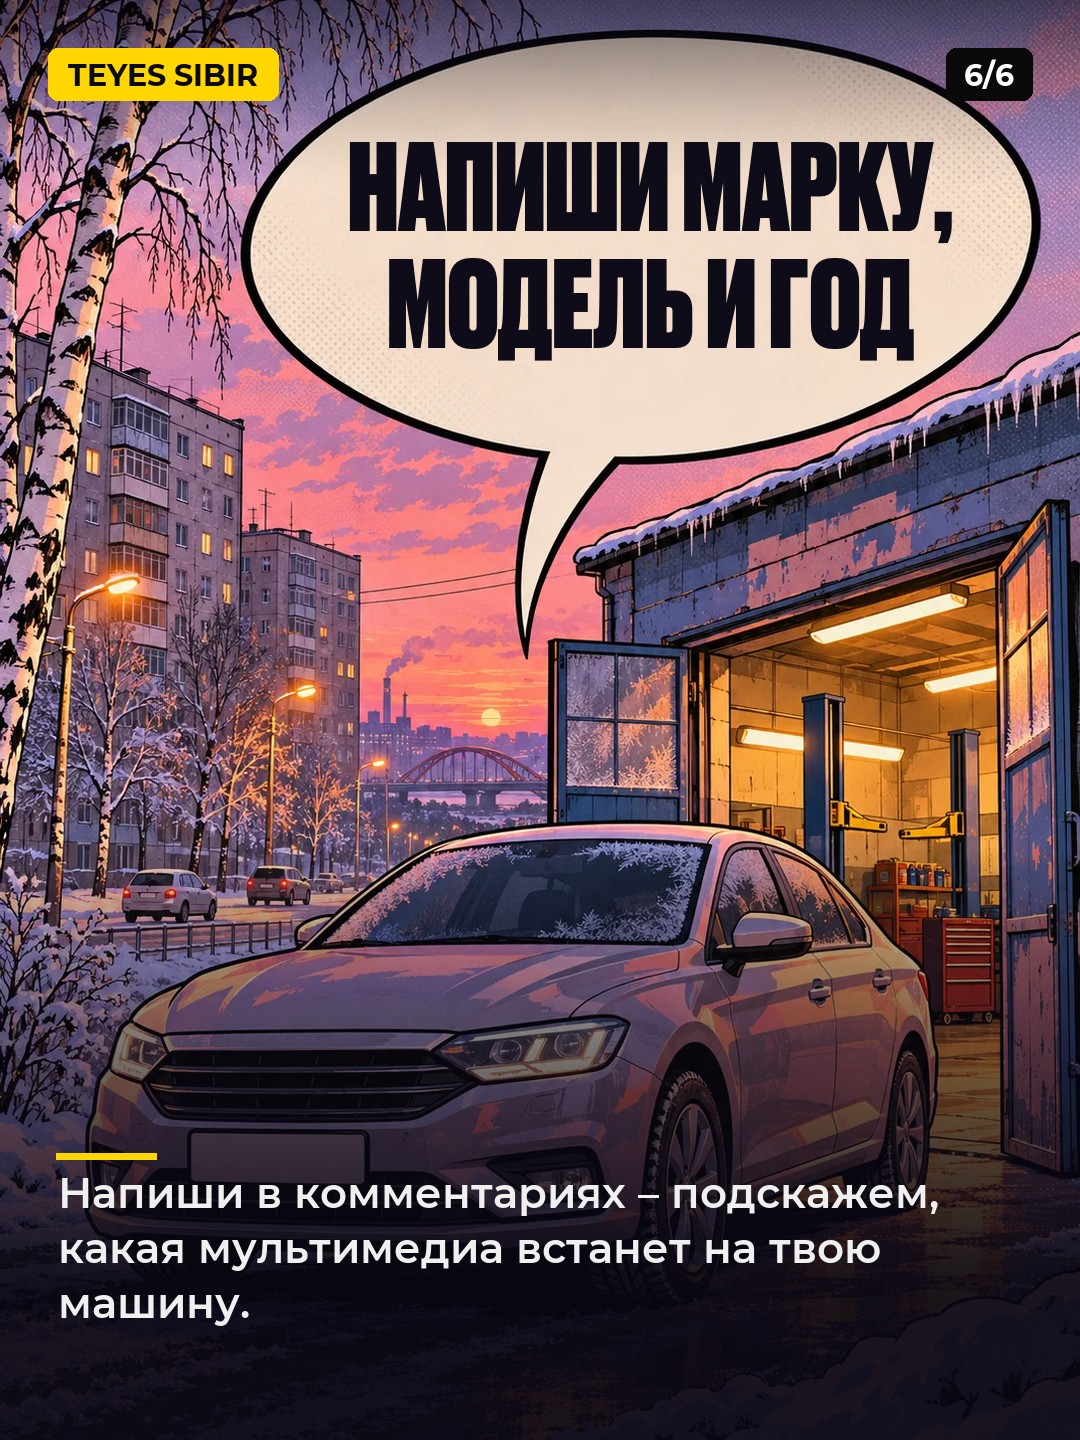 TEYES SIBIR
6/6
НАПИШИ МАРКУ,
МОДЕЛЬ И ГОД
Напиши в комментариях – подскажем,
какая мультимедиа встанет на твою
машину.